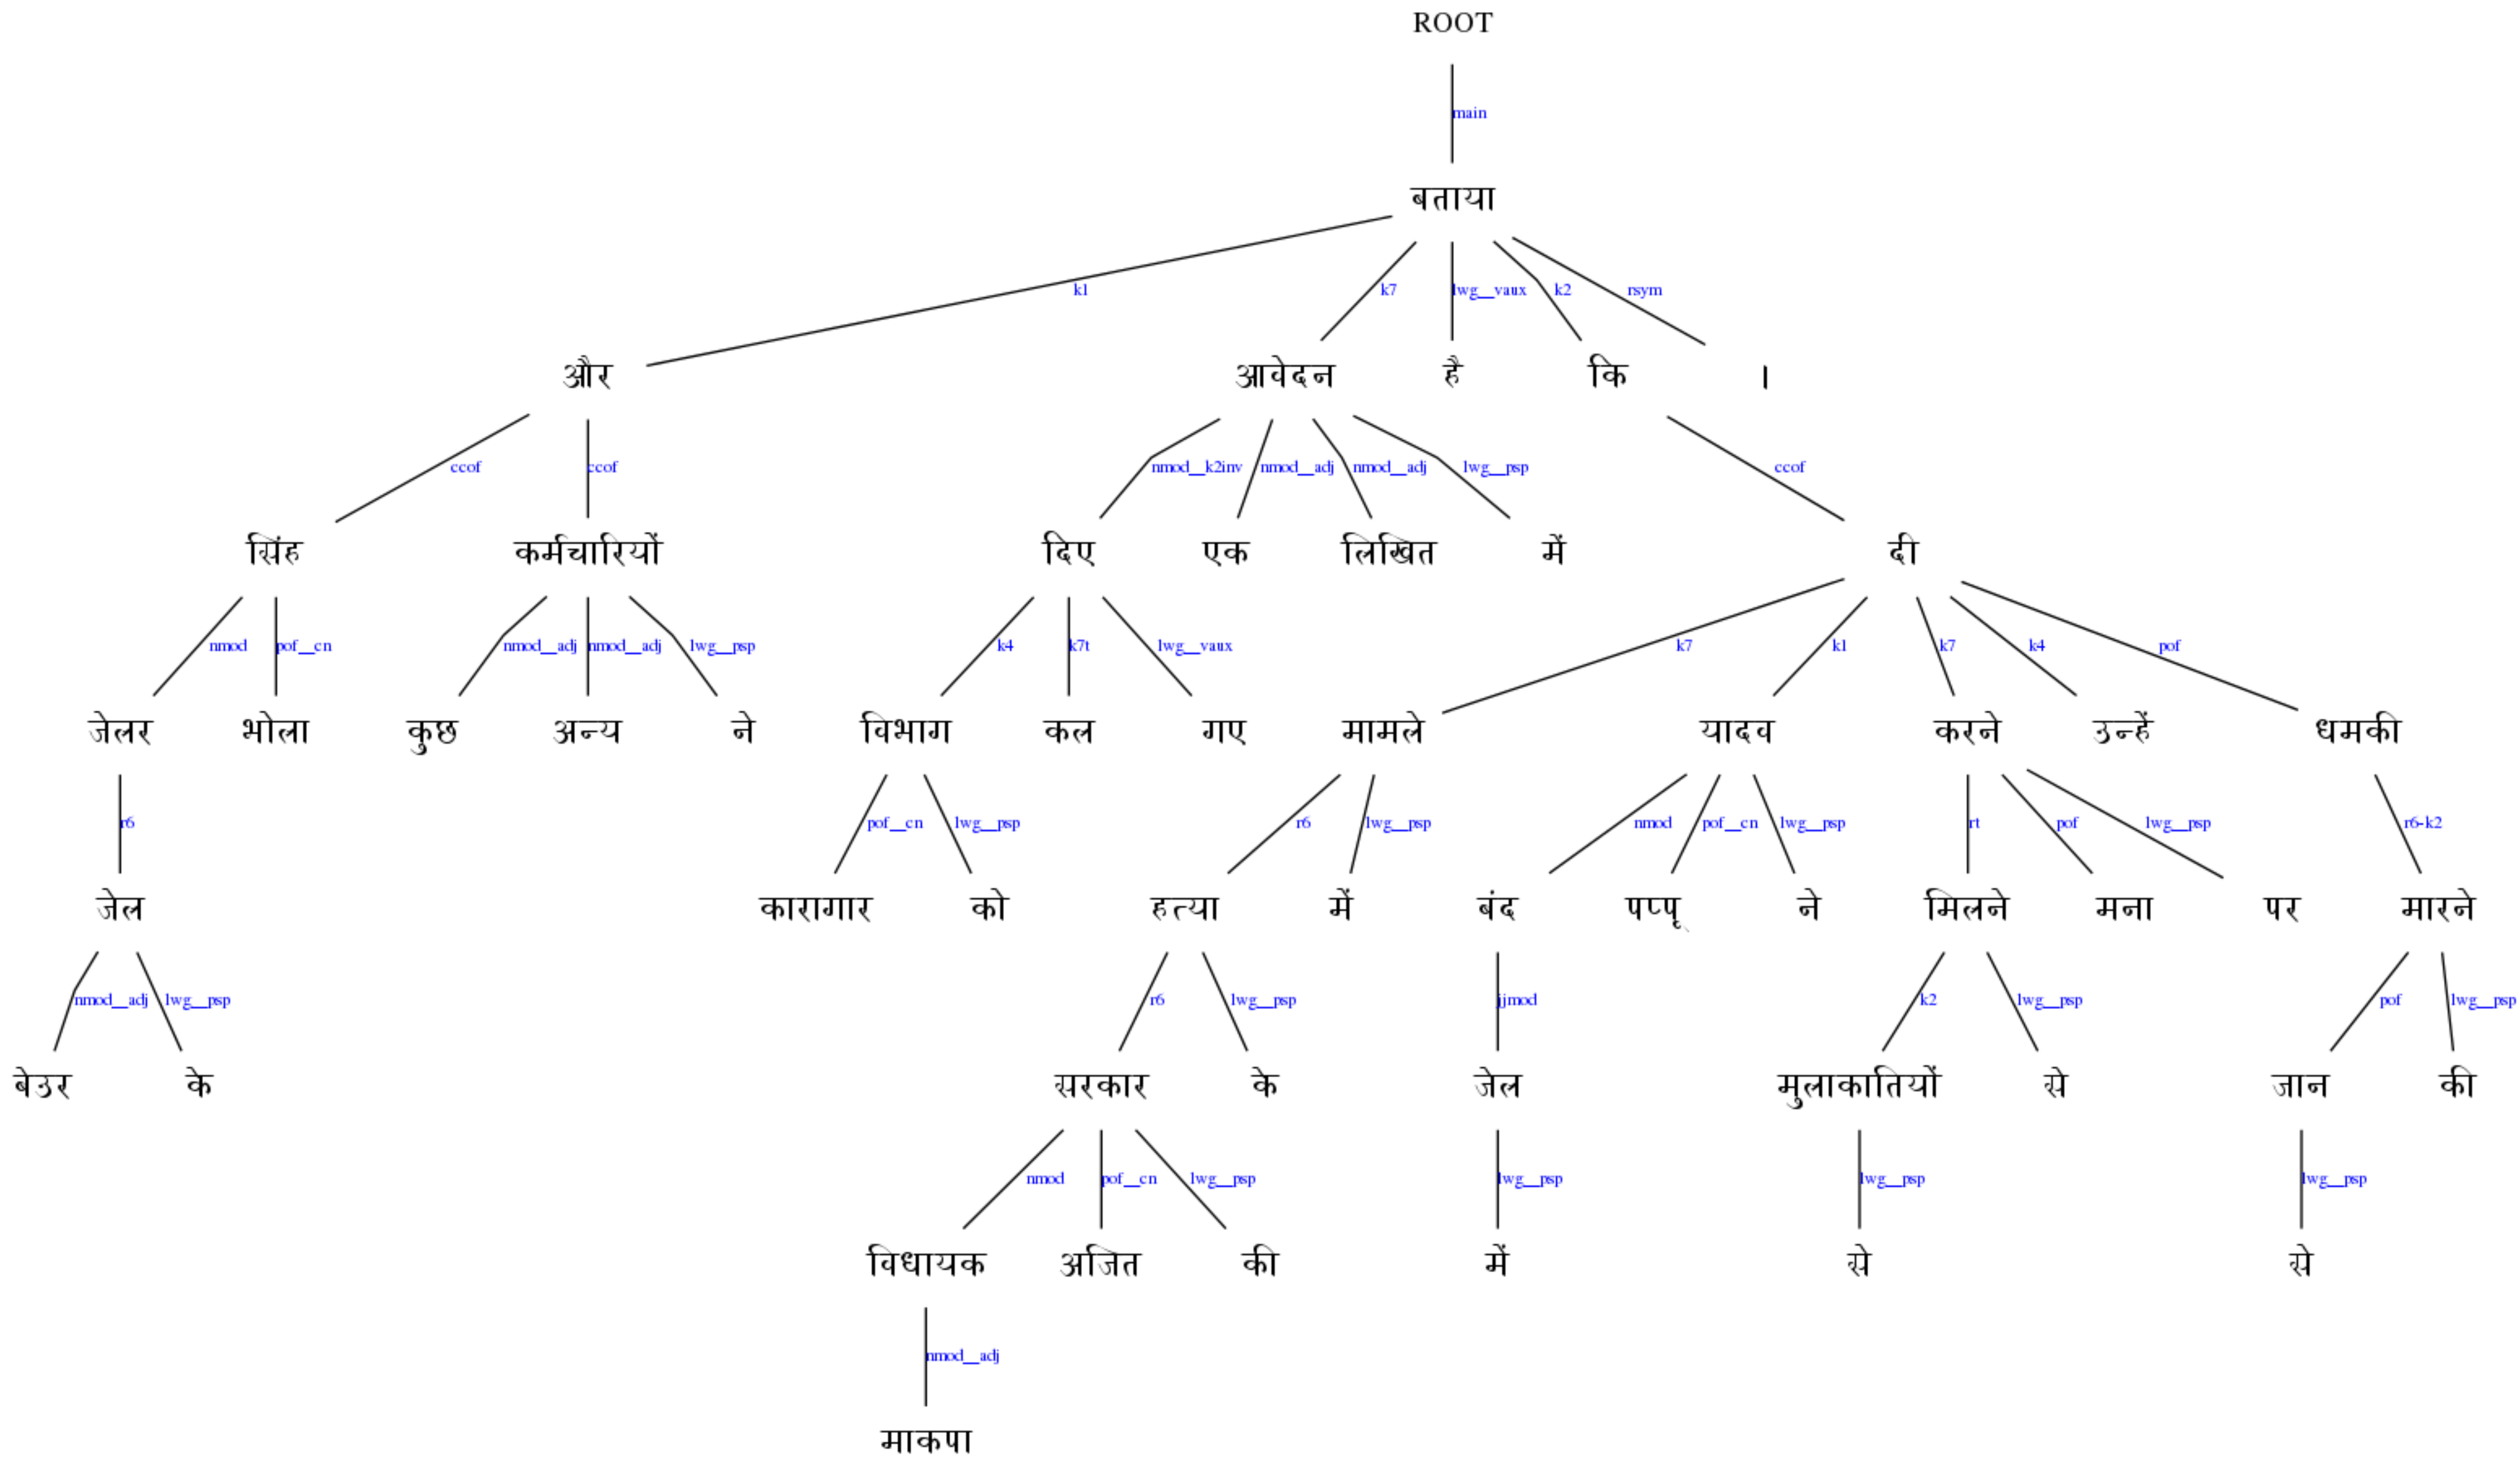 ROOT
main
बताया
k1 k7 lwg__vaux k2 rsym
और आवेदन है कि ।
ccof ccof nmod__k2inv nmod__adj nmod__adj lwg__psp ccof
सिंह कर्मचारियों दिए एक लिखित में दी
nmod pof__cn nmod__adj nmod__adj lwg__psp k4 k7t lwg__vaux k7 k1 k7 k4 pof
जेलर भोला कुछ अन्य ने विभाग कल गए मामले यादव करने उन्हें धमकी
r6 pof__cn lwg__psp r6 lwg__psp nmod pof__cn lwg__psp rt pof lwg__psp r6-k2
जेल कारागार को हत्या में बंद पप्पू ने मिलने मना पर मारने
nmod__adj lwg__psp r6 lwg__psp jjmod k2 lwg__psp pof lwg__psp
बेउर के सरकार के जेल मुलाकातियों से जान की
nmod pof__cn lwg__psp lwg__psp lwg__psp lwg__psp
विधायक अजित की में से से
nmod__adj
माकपा